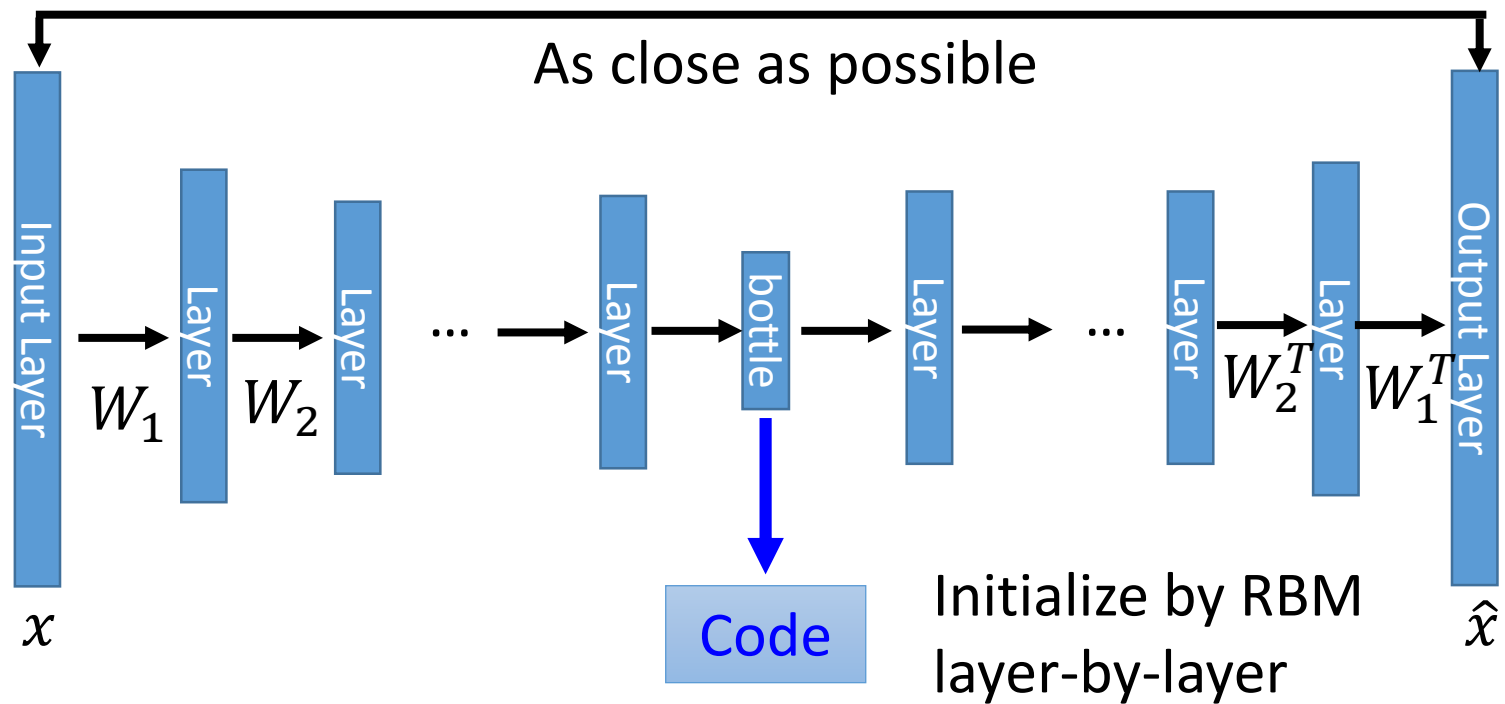 As close as possible
Input Layer
Layer
Layer
...
Layer
bottle
Layer
...
Layer
Layer
Output Layer
W₁
W₂
W₂ᵀ
W₁ᵀ
x
Code
Initialize by RBM
layer-by-layer
x̂